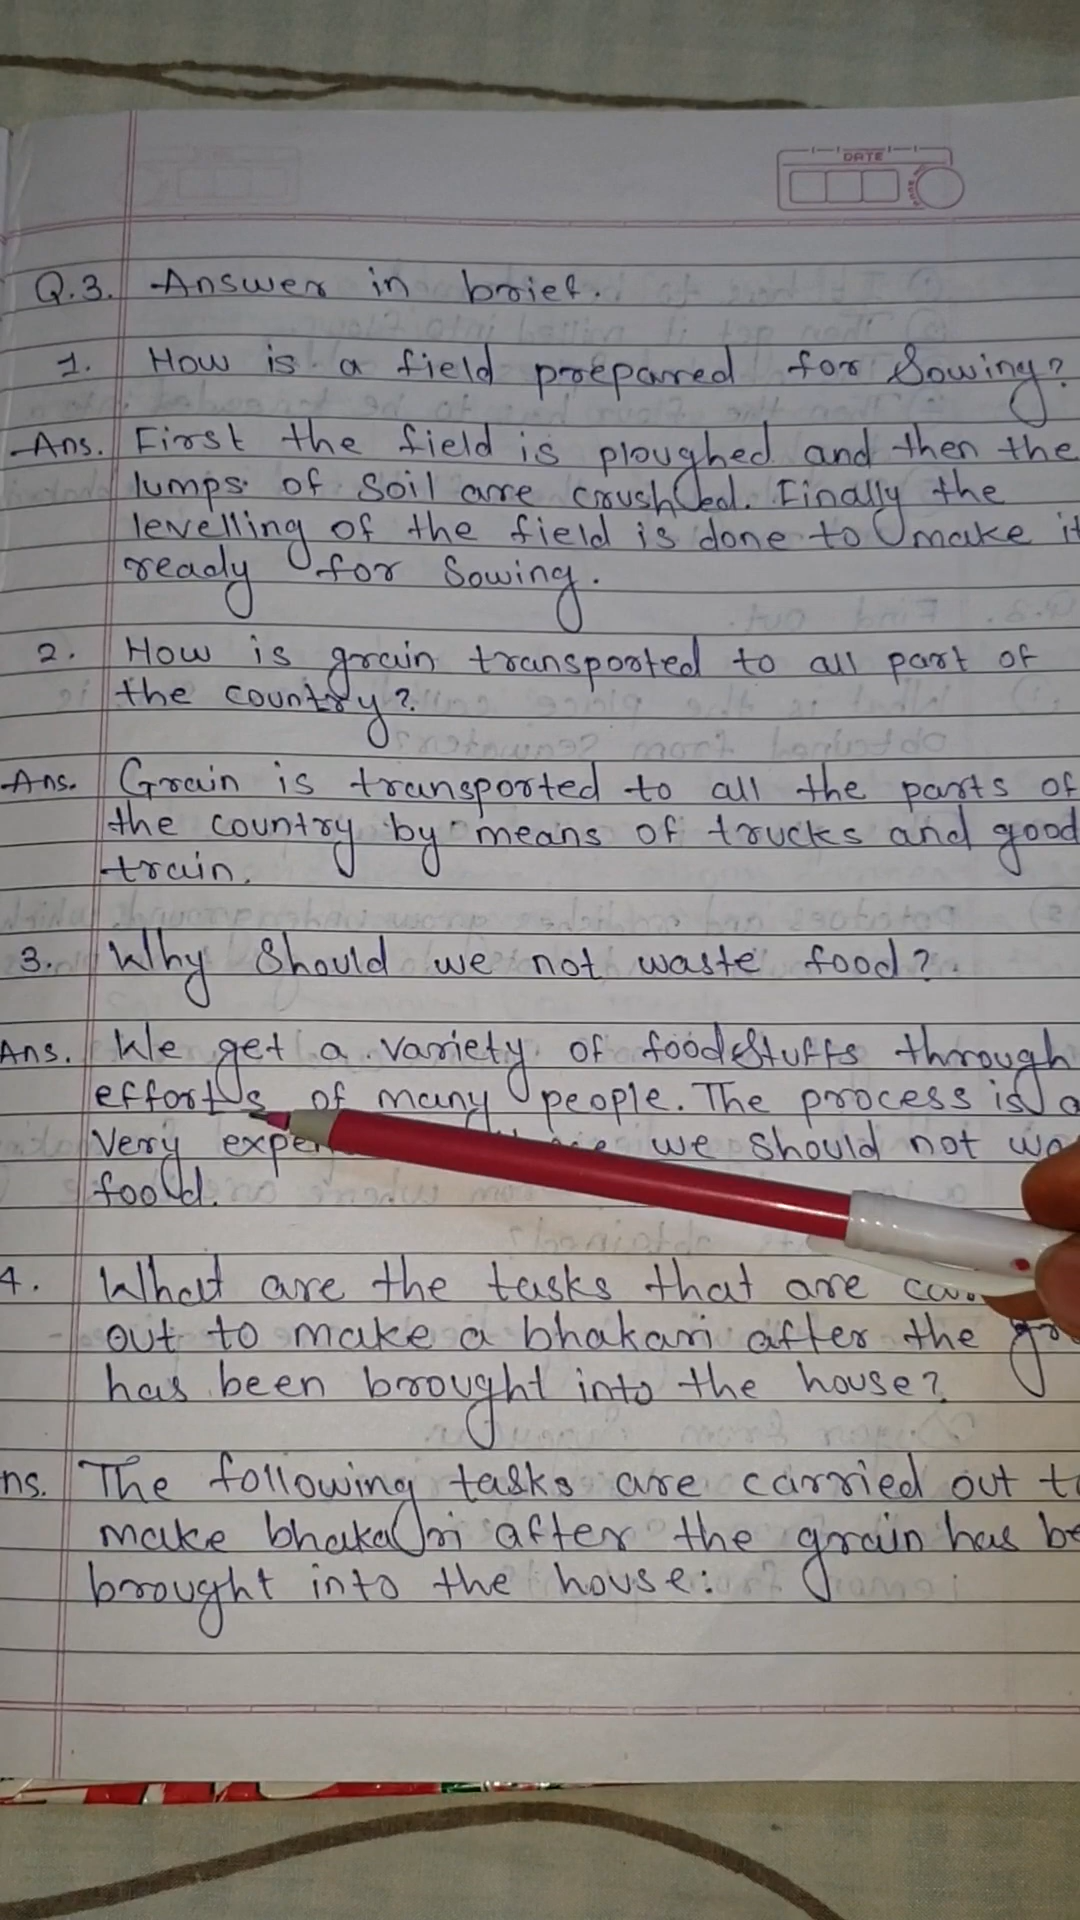 DATE
Q.3. Answer in brief.
1. How is a field prepared for Sowing?
Ans. First the field is ploughed and then the
lumps of Soil are crushed. Finally the
levelling of the field is done to make it
ready for Sowing.
2. How is grain transported to all part of
the country?
Ans. Grain is transported to all the parts of
the country by means of trucks and good
train.
3. Why Should we not waste food?
Ans. We get a variety of foodstuffs through
efforts of many people. The process is a
Very we should not
food.
4. What are the tasks that are
out to make a bhakari after the
has been brought into the house?
ns. The following tasks are carried out
make bhakari after the grain has
brought into the house: